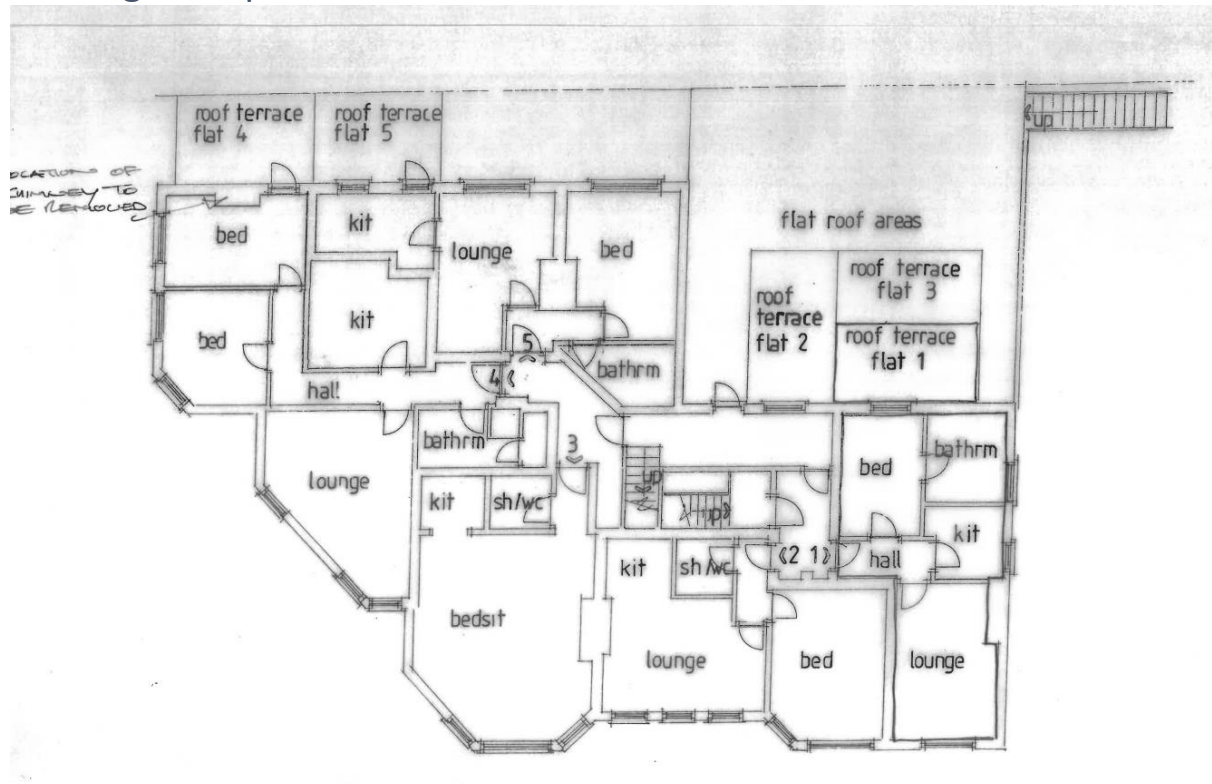 roof terrace
flat 4
roof terrace
flat 5
up
OCATION OF
CHIMNEY TO
BE REMOVED
bed
kit
lounge
bed
flat roof areas
roof terrace
flat 3
roof
terrace
flat 2
roof terrace
flat 1
bed
kit
5
bathrm
4
hall
bathrm
3
lounge
kit
sh/wc
up
up
bed
bathrm
kit
2 1
hall
kit
sh/wc
bedsit
lounge
bed
lounge